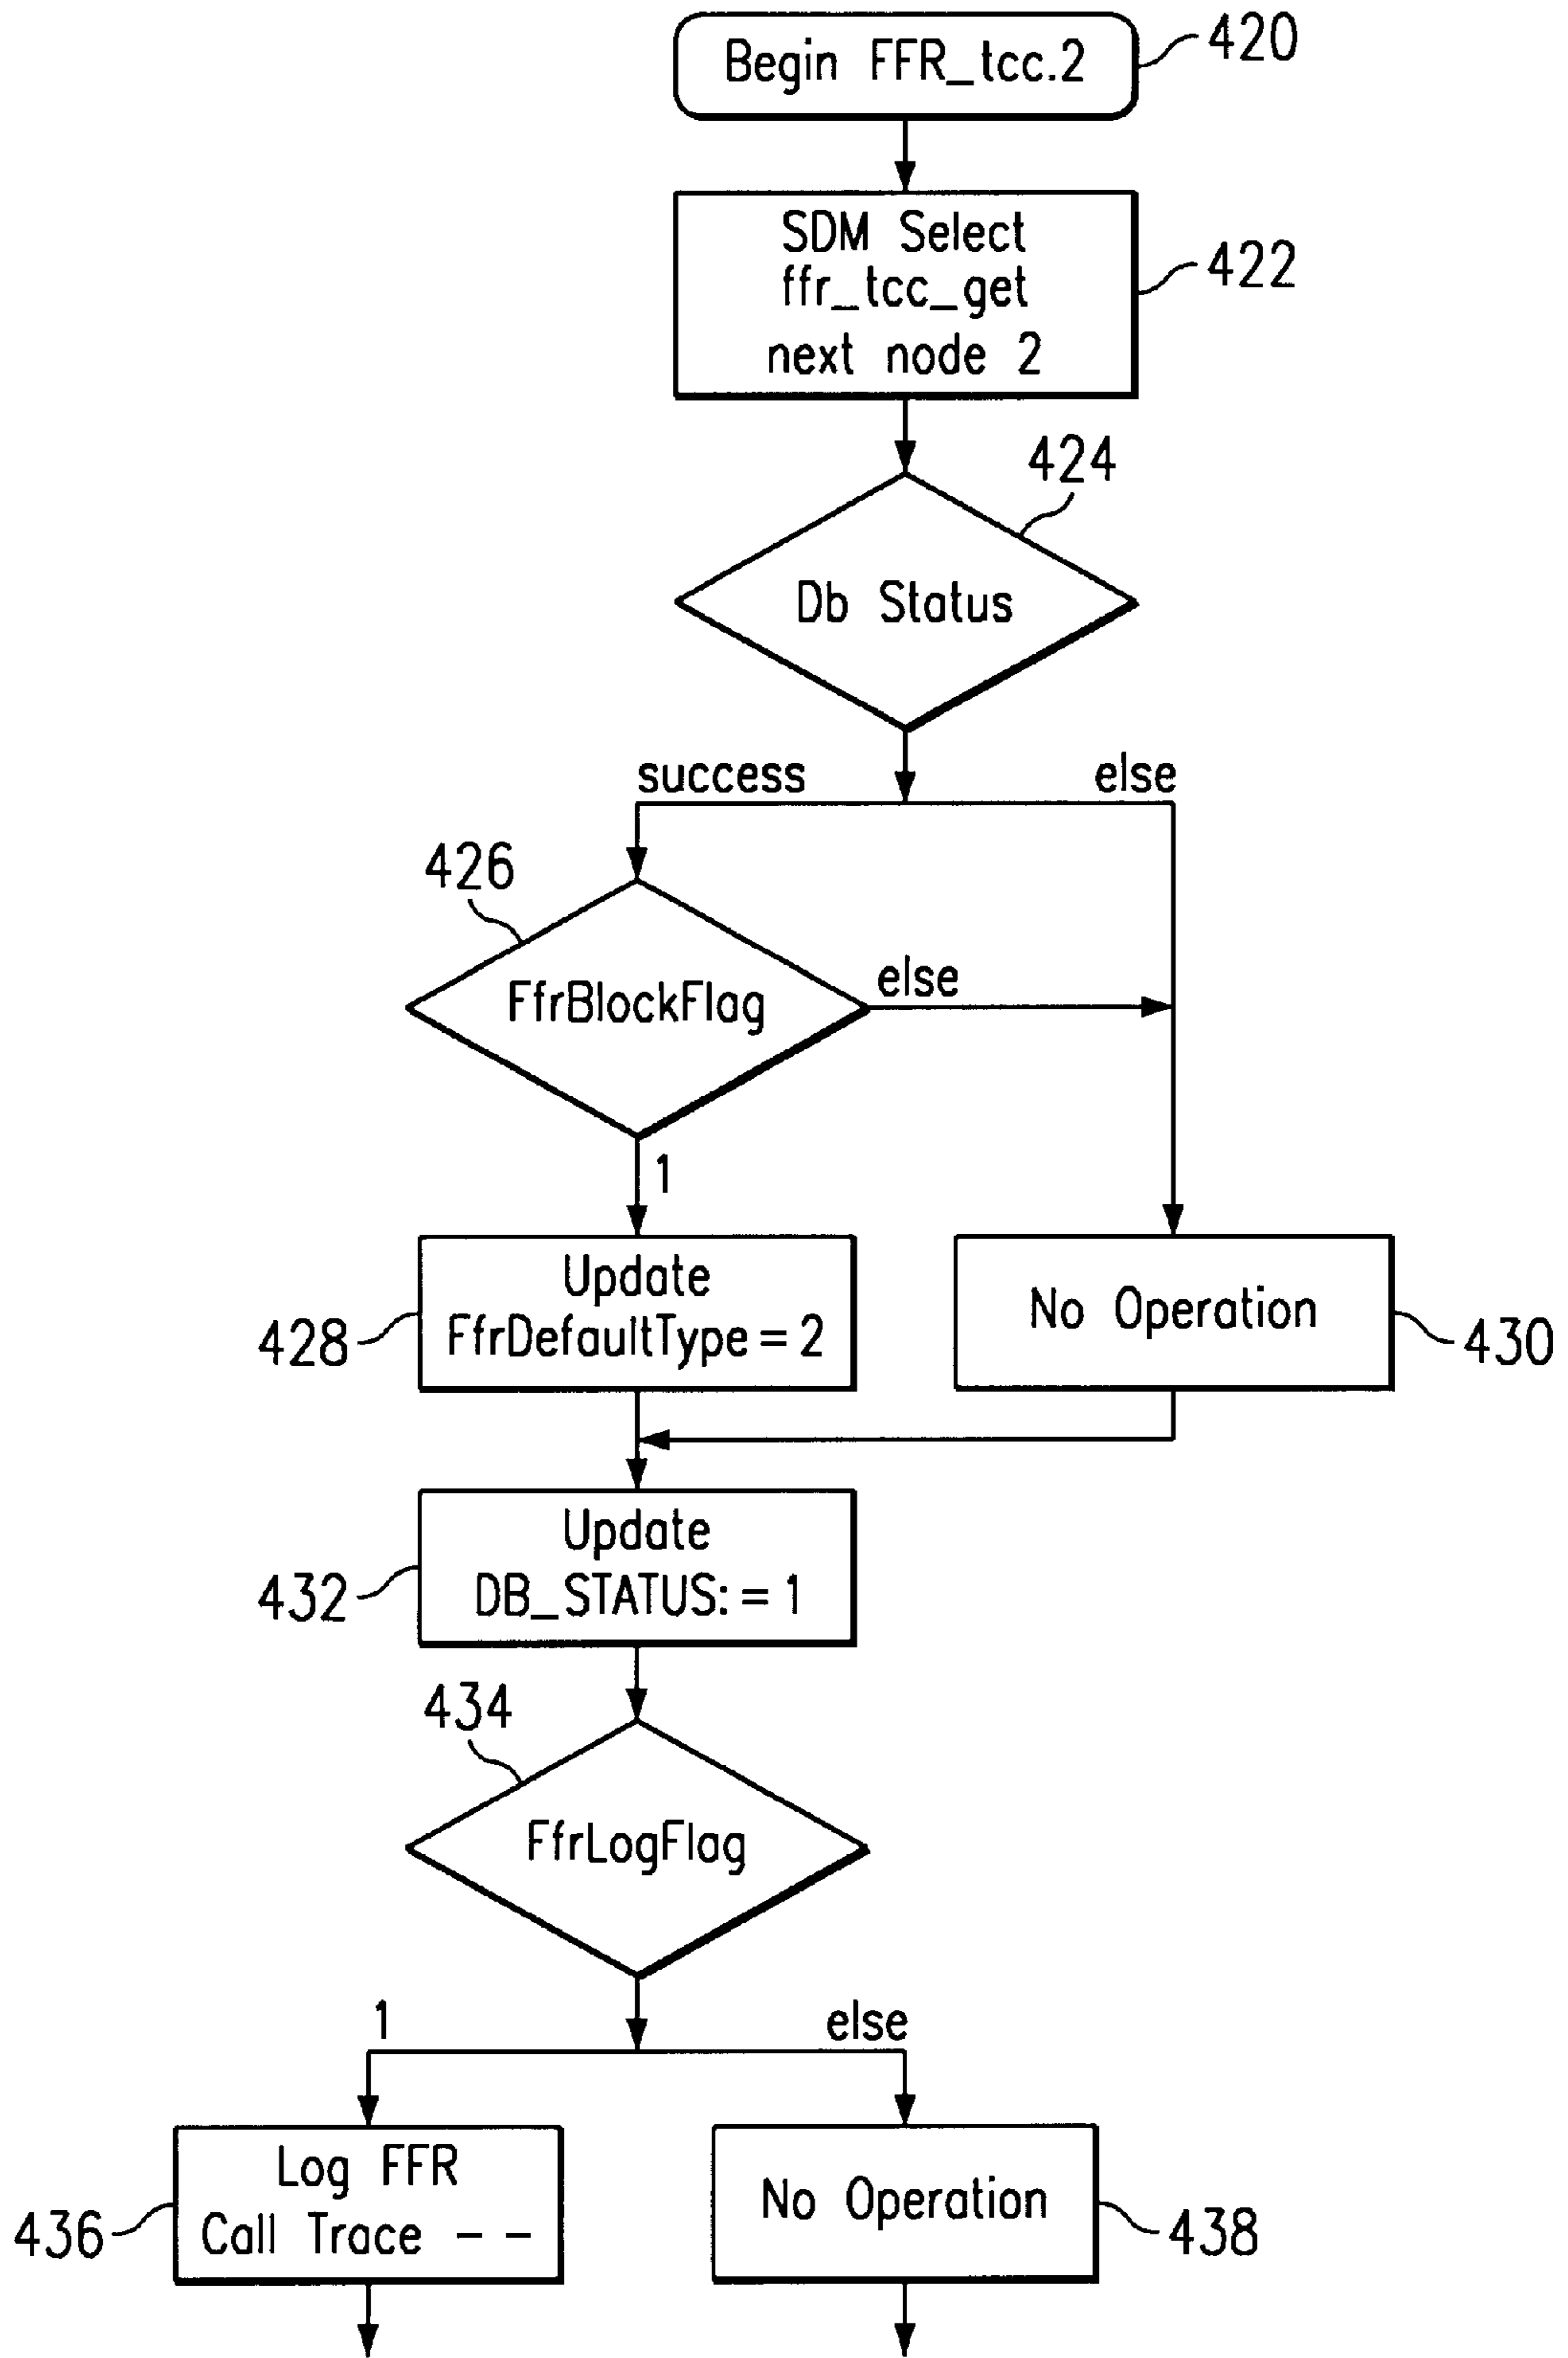 Begin FFR_tcc.2
420
SDM Select
ffr_tcc_get
next node 2
422
424
Db Status
success
else
426
FfrBlockFlag
else
1
Update
FfrDefaultType = 2
428
No Operation
430
Update
DB_STATUS: = 1
432
434
FfrLogFlag
1
else
Log FFR
Call Trace - -
436
No Operation
438